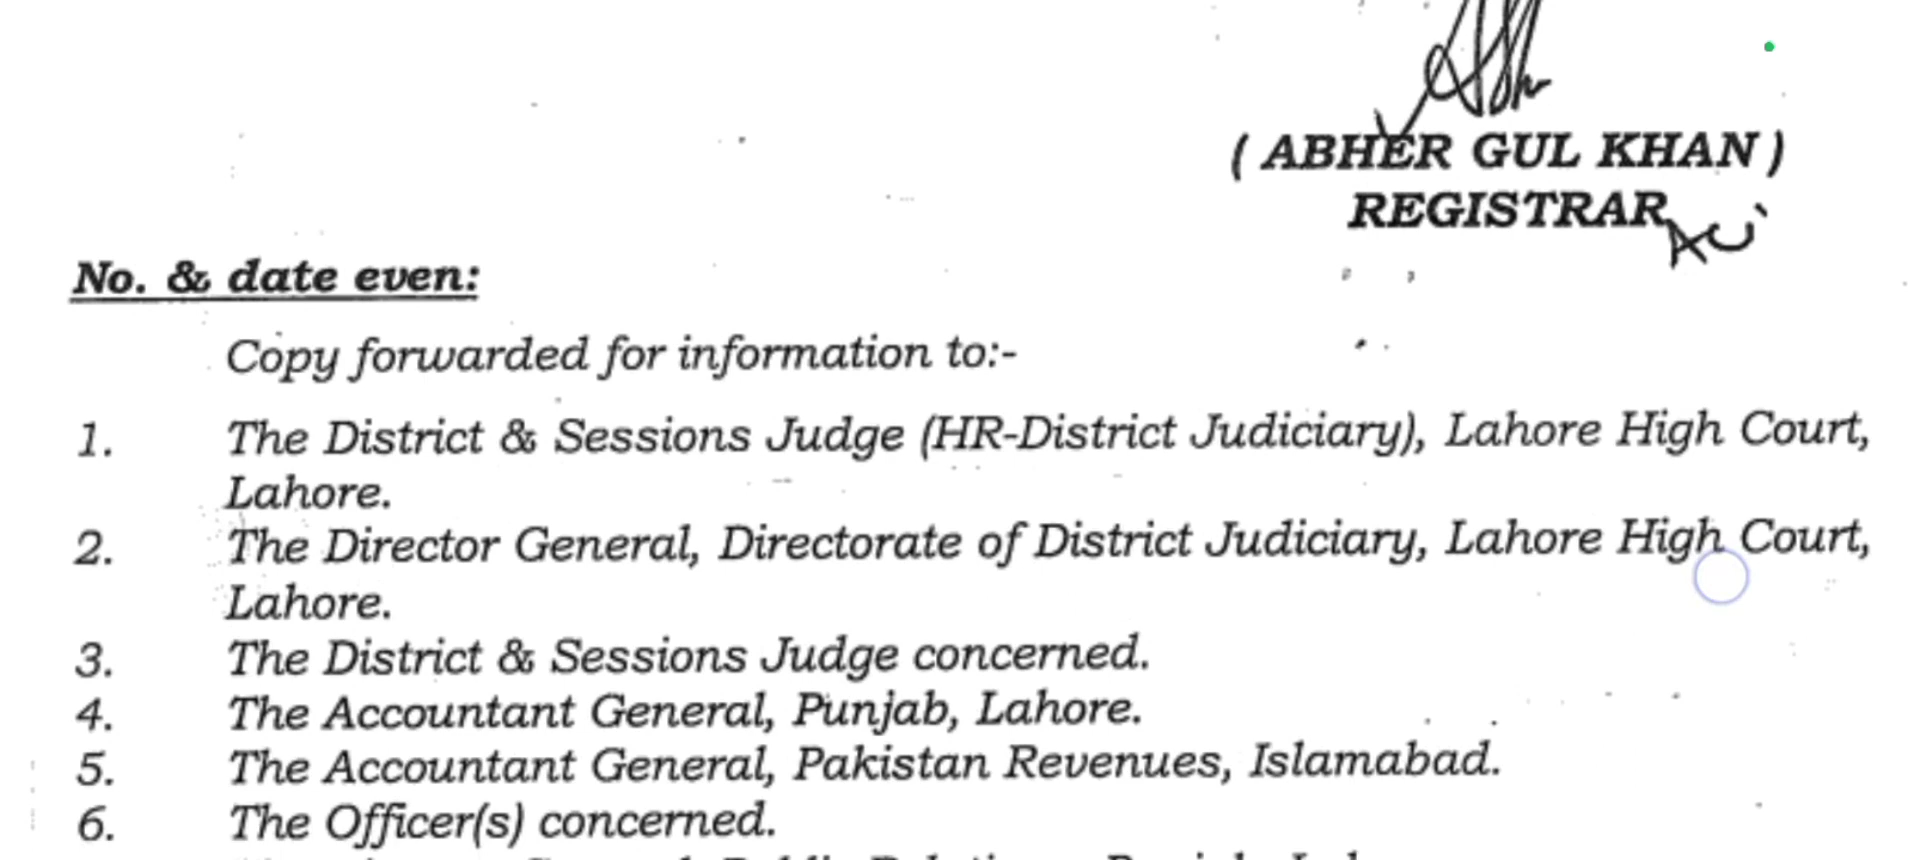 ( ABHER GUL KHAN )
REGISTRAR
No. & date even:
Copy forwarded for information to:-
1. The District & Sessions Judge (HR-District Judiciary), Lahore High Court,
Lahore.
2. The Director General, Directorate of District Judiciary, Lahore High Court,
Lahore.
3. The District & Sessions Judge concerned.
4. The Accountant General, Punjab, Lahore.
5. The Accountant General, Pakistan Revenues, Islamabad.
6. The Officer(s) concerned.